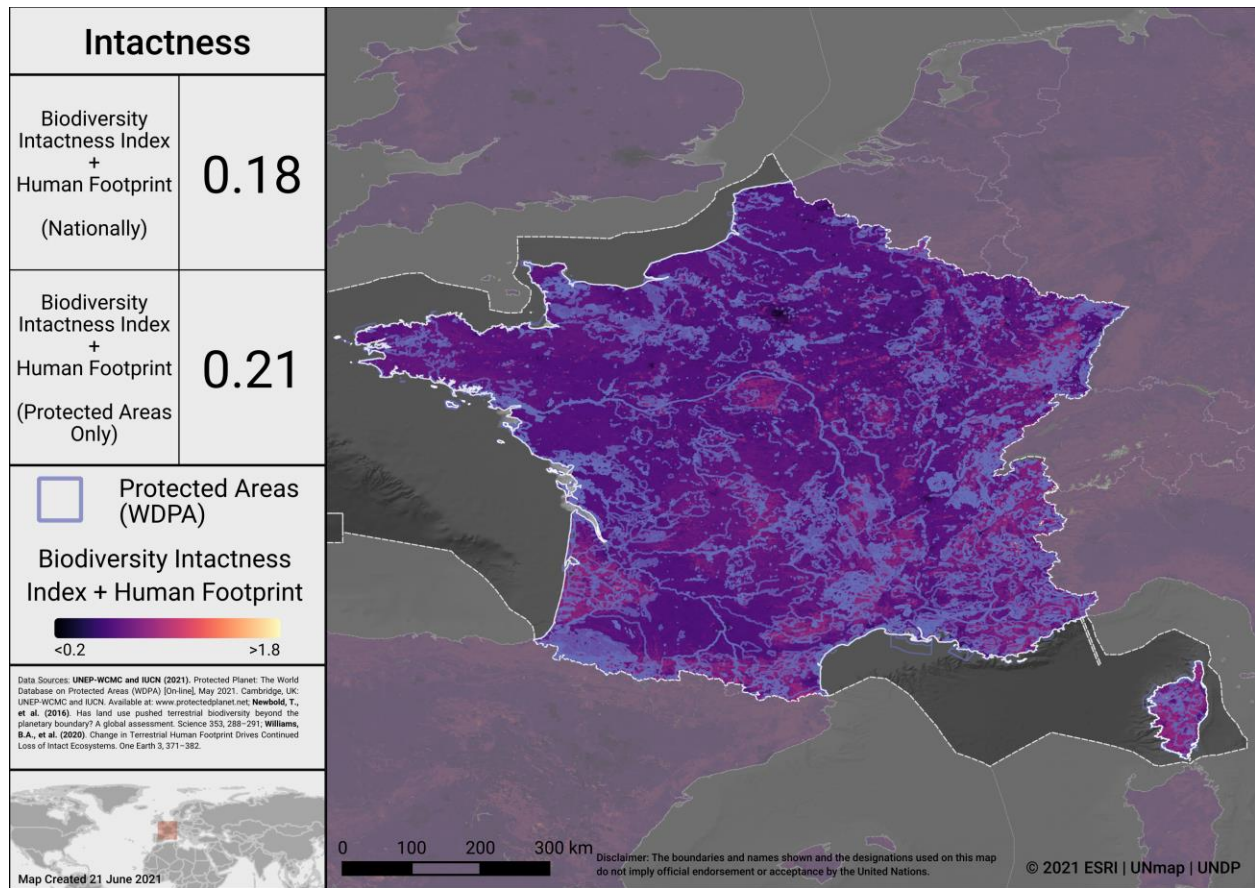 Intactness
Biodiversity
Intactness Index
+
Human Footprint
(Nationally)
0.18
Biodiversity
Intactness Index
+
Human Footprint
(Protected Areas
Only)
0.21
Protected Areas
(WDPA)
Biodiversity Intactness
Index + Human Footprint
<0.2
>1.8
Data Sources: UNEP-WCMC and IUCN (2021). Protected Planet: The World
Database on Protected Areas (WDPA) [On-line], May 2021. Cambridge, UK:
UNEP-WCMC and IUCN. Available at: www.protectedplanet.net; Newbold, T.,
et al. (2016). Has land use pushed terrestrial biodiversity beyond the
planetary boundary? A global assessment. Science 353, 288–291; Williams,
B.A., et al. (2020). Change in Terrestrial Human Footprint Drives Continued
Loss of Intact Ecosystems. One Earth 3, 371–382.
Map Created 21 June 2021
0 100 200 300 km
Disclaimer: The boundaries and names shown and the designations used on this map
do not imply official endorsement or acceptance by the United Nations.
© 2021 ESRI | UNmap | UNDP